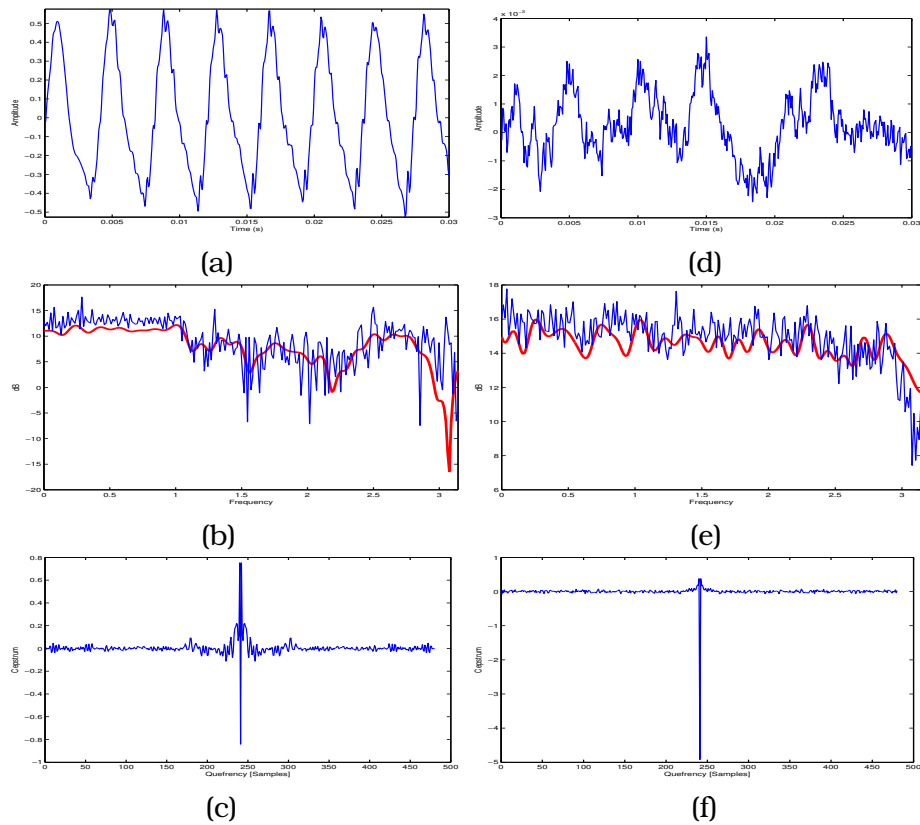 0.5
0.4
0.3
0.2
0.1
0
-0.1
-0.2
-0.3
-0.4
-0.5
Amplitude
0 0.005 0.01 0.015 0.02 0.025 0.03
Time (s)
(a)
x 10⁻³
4
3
2
1
0
-1
-2
-3
Amplitude
0 0.005 0.01 0.015 0.02 0.025 0.03
Time (s)
(d)
20
15
10
5
0
-5
-10
-15
-20
dB
0 0.5 1 1.5 2 2.5 3
Frequency
(b)
18
16
14
12
10
8
6
dB
0 0.5 1 1.5 2 2.5 3
Frequency
(e)
0.8
0.6
0.4
0.2
0
-0.2
-0.4
-0.6
-0.8
-1
Cepstrum
0 50 100 150 200 250 300 350 400 450 500
Quefrency [Samples]
(c)
1
0
-1
-2
-3
-4
-5
Cepstrum
0 50 100 150 200 250 300 350 400 450 500
Quefrency [Samples]
(f)